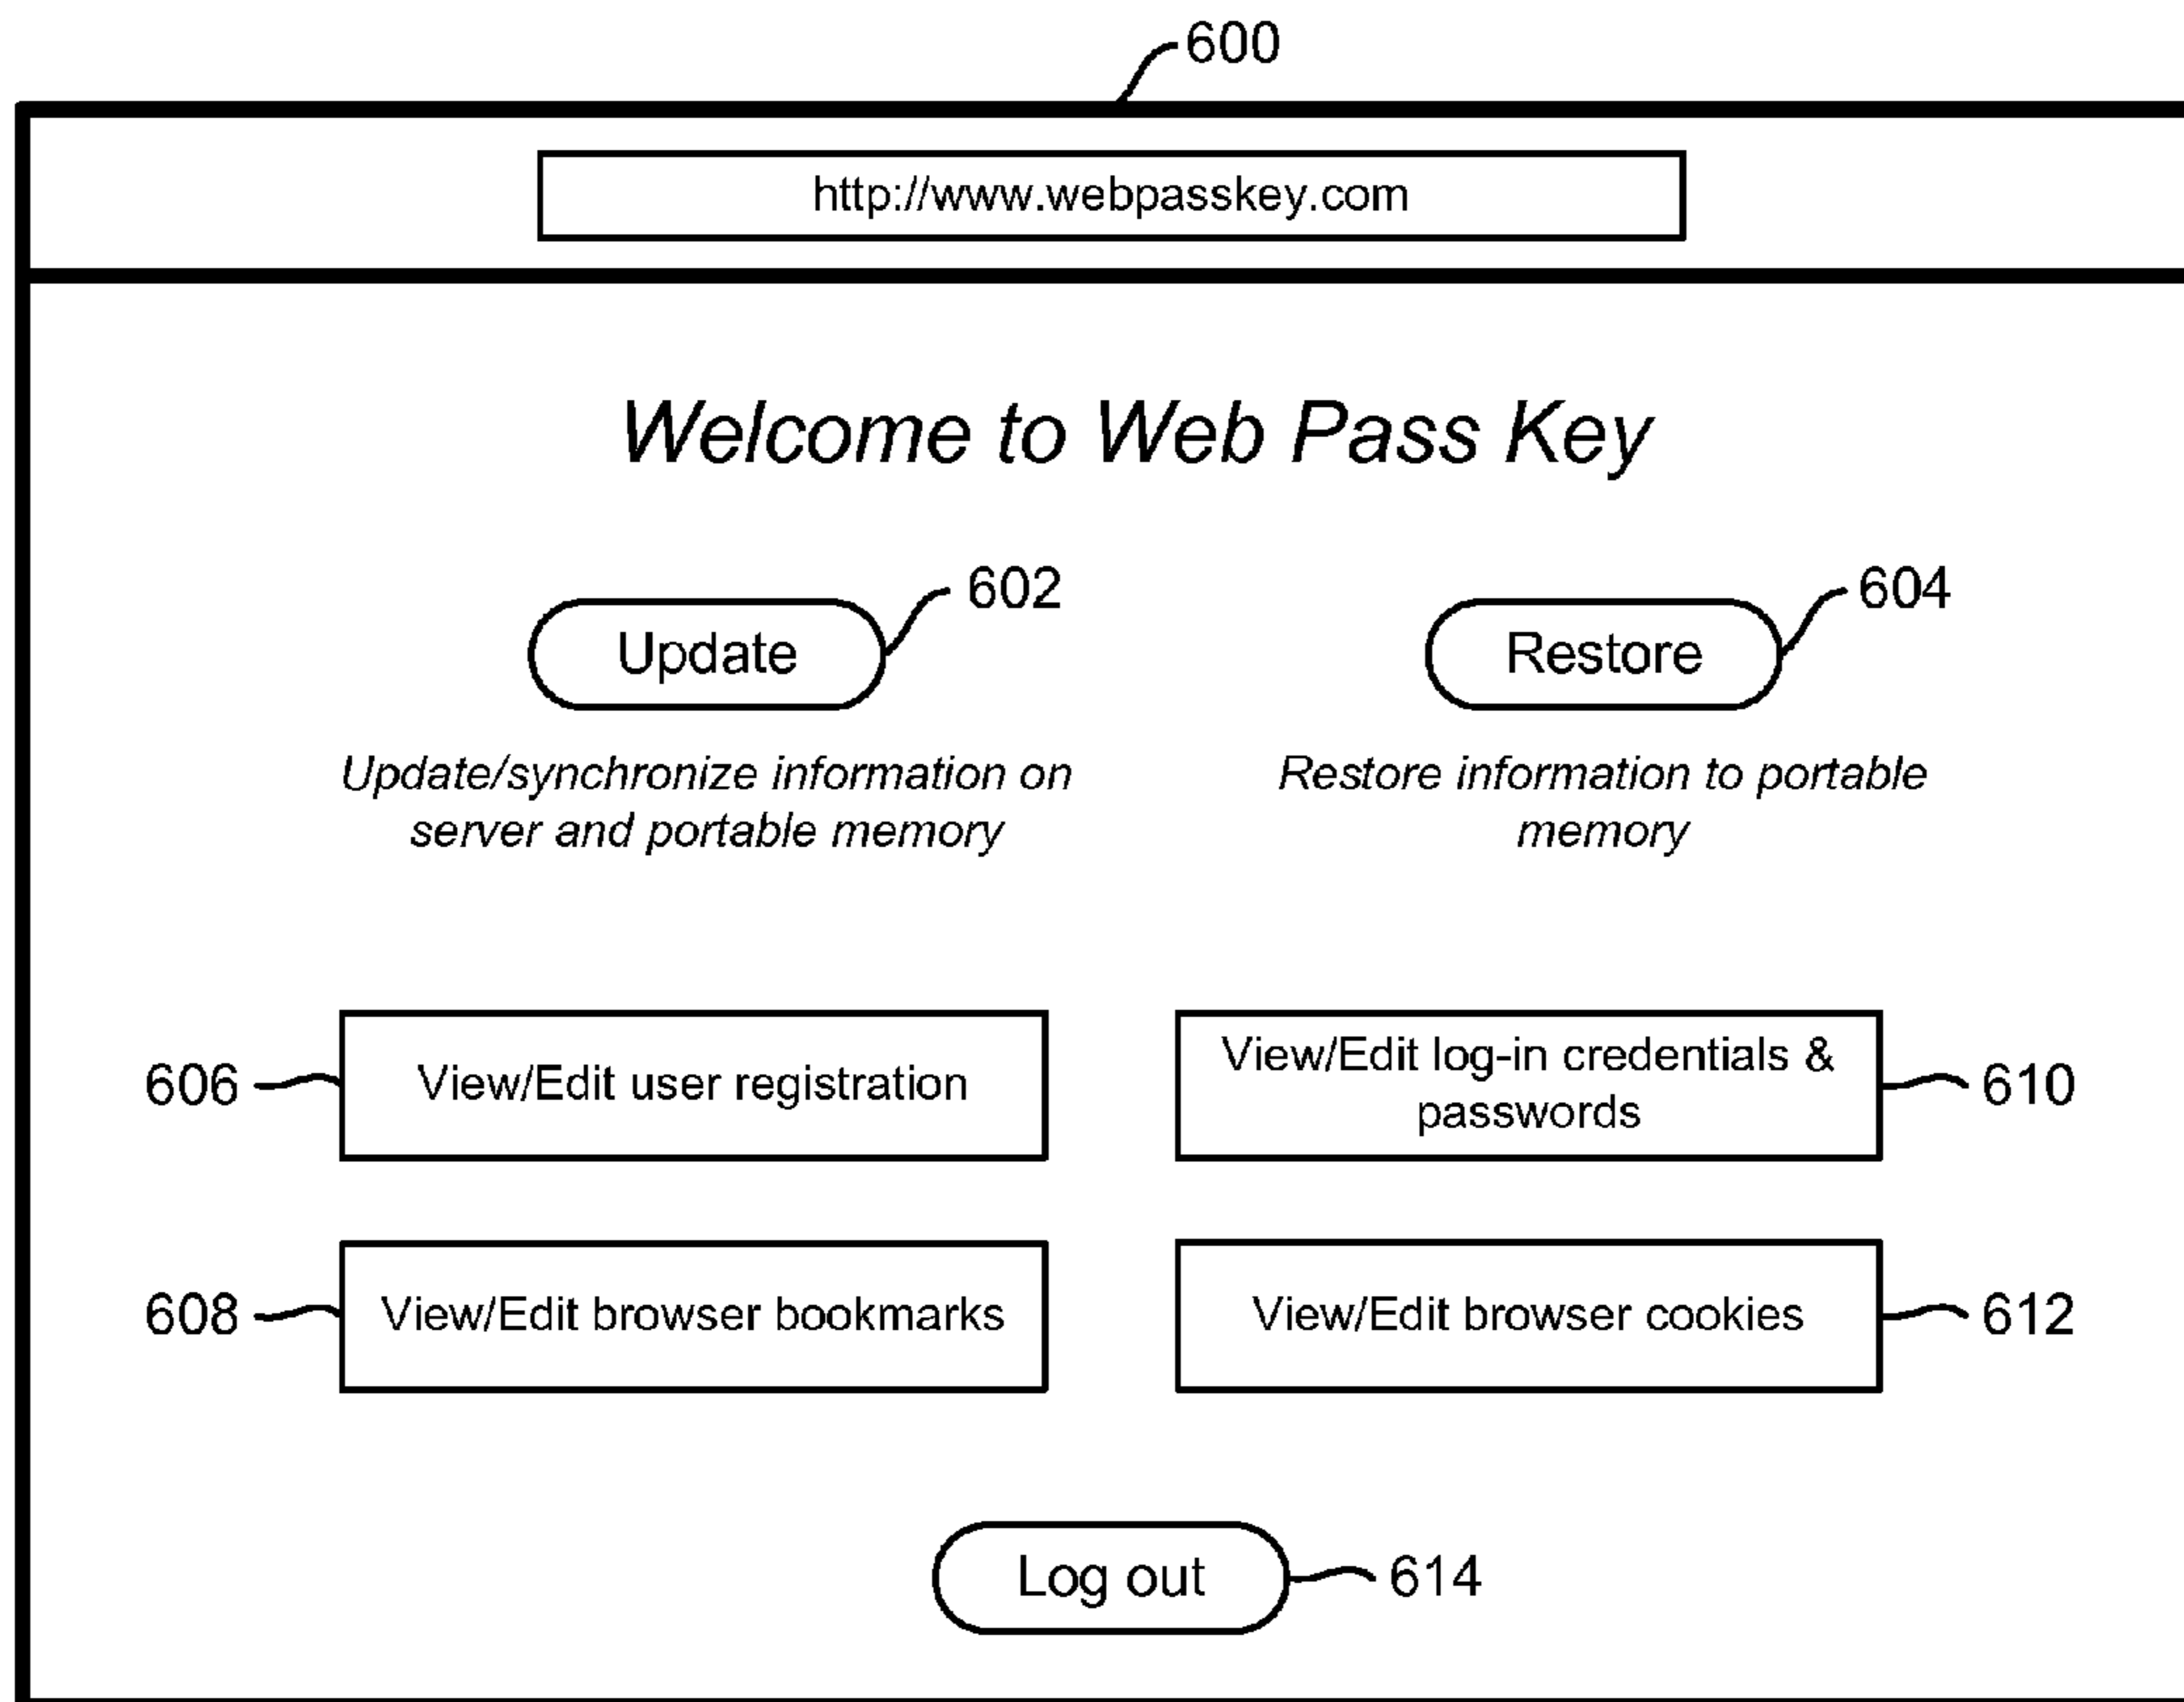 600
http://www.webpasskey.com
Welcome to Web Pass Key
602
604
Update
Restore
Update/synchronize information on
server and portable memory
Restore information to portable
memory
606
View/Edit user registration
View/Edit log-in credentials &
passwords
610
608
View/Edit browser bookmarks
View/Edit browser cookies
612
Log out
614